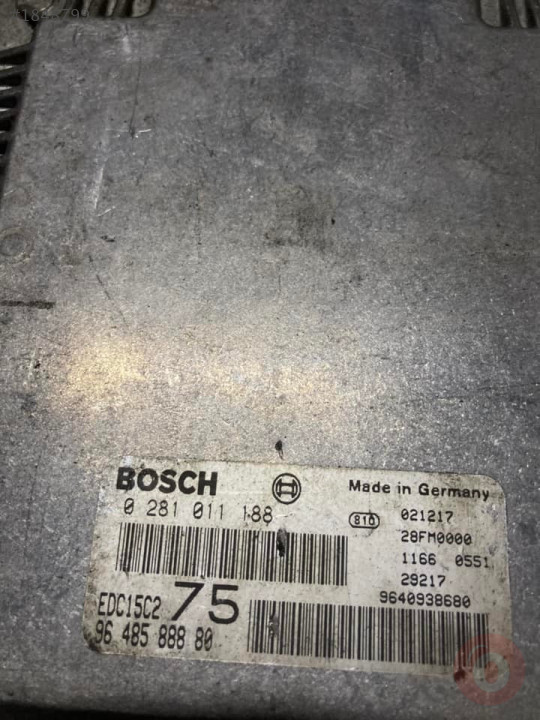 BOSCH
Made in Germany
0 281 011 188
810
021217
28FM0000
1166 0551
29217
9640938680
EDC15C2
75
96 485 888 80